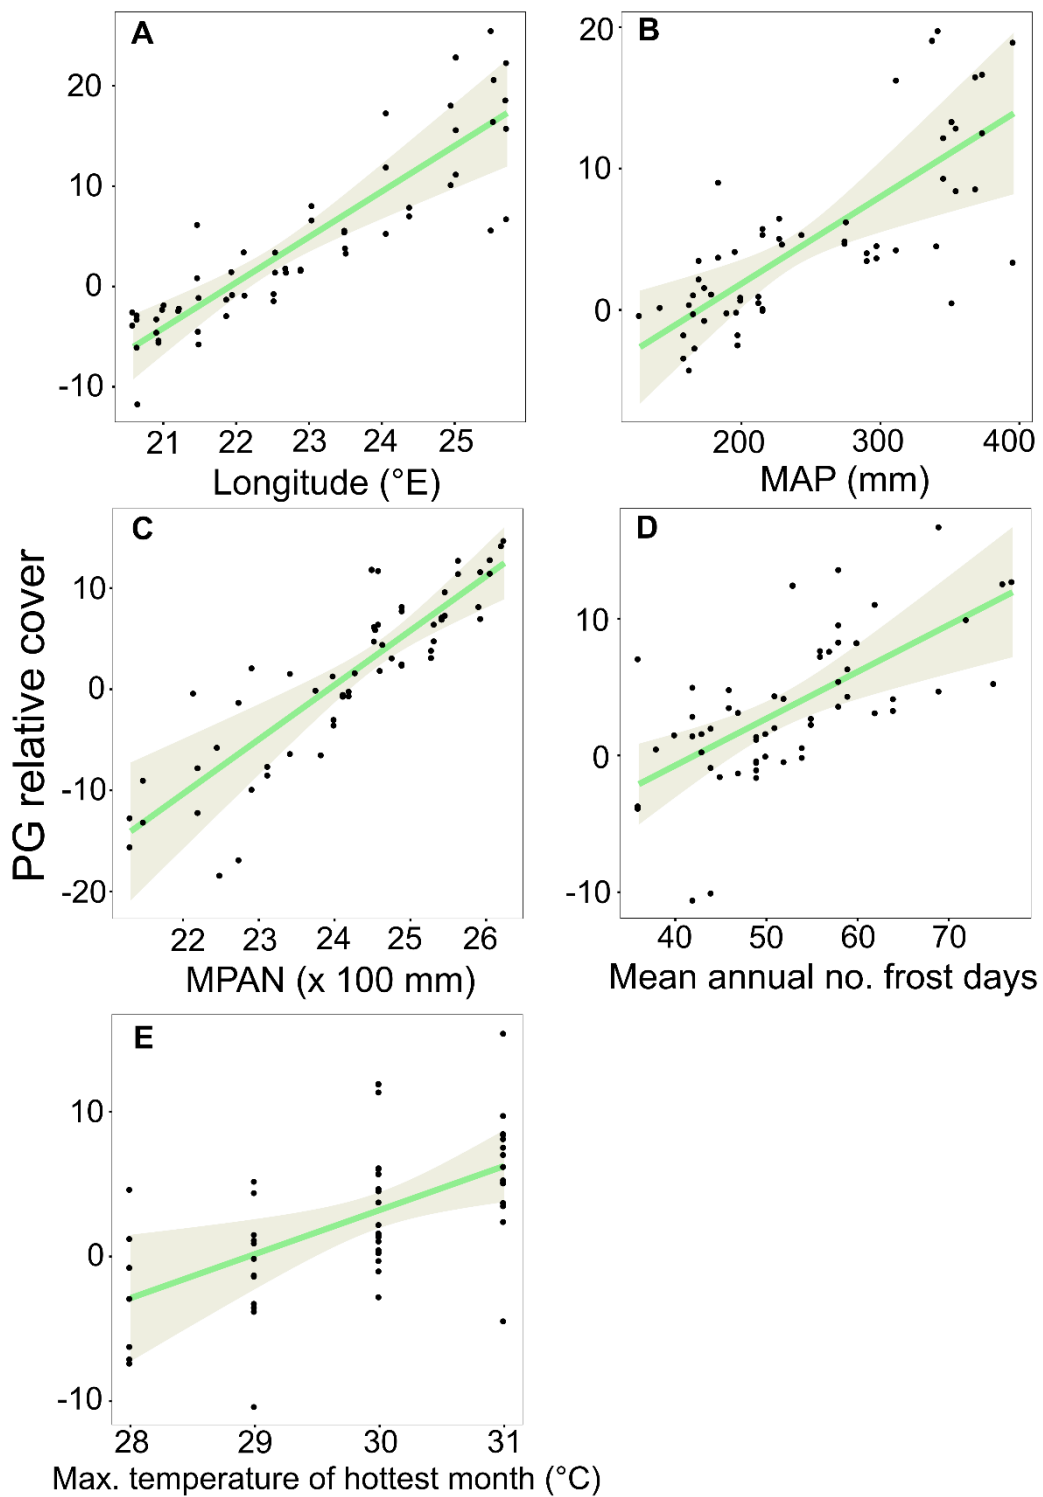 A
20
10
0
-10
21 22 23 24 25
Longitude (°E)
B
20
10
0
200 300 400
MAP (mm)
PG relative cover
C
10
0
-10
-20
22 23 24 25 26
MPAN (x 100 mm)
D
10
0
-10
40 50 60 70
Mean annual no. frost days
E
10
0
-10
28 29 30 31
Max. temperature of hottest month (°C)